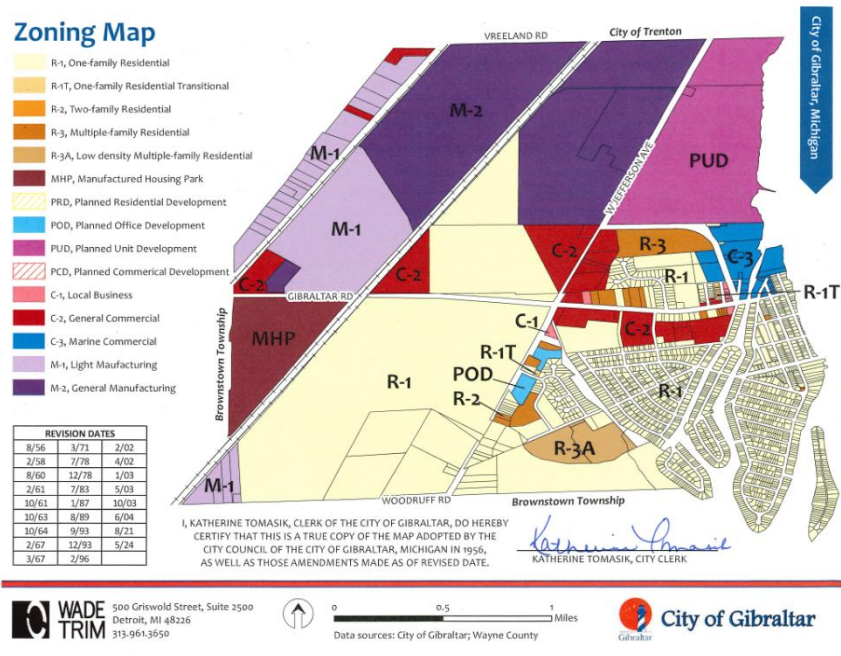 Zoning Map
R-1, One-family Residential
R-1T, One-family Residential Transitional
R-2, Two-family Residential
R-3, Multiple-family Residential
R-3A, Low density Multiple-family Residential
MHP, Manufactured Housing Park
PRD, Planned Residential Development
POD, Planned Office Development
PUD, Planned Unit Development
PCD, Planned Commerical Development
C-1, Local Business
C-2, General Commercial
C-3, Marine Commercial
M-1, Light Maufacturing
M-2, General Manufacturing
VREELAND RD
City of Trenton
City of Gibraltar, Michigan
M-2
M-1
PUD
W JEFFERSON AVE
M-1
C-2
R-3
C-3
C-2
C-2
R-1
R-1T
GIBRALTAR RD
C-1
C-2
MHP
Brownstown Township
R-1T
POD
R-1
R-1
R-2
R-3A
M-1
WOODRUFF RD
Brownstown Township
REVISION DATES
8/56 3/71 2/02
2/58 7/78 4/02
8/60 12/78 1/03
2/61 7/83 5/03
10/61 1/87 10/03
10/63 8/89 6/04
10/64 9/93 8/21
2/67 12/93 5/24
3/67 2/96
I, KATHERINE TOMASIK, CLERK OF THE CITY OF GIBRALTAR, DO HEREBY
CERTIFY THAT THIS IS A TRUE COPY OF THE MAP ADOPTED BY THE
CITY COUNCIL OF THE CITY OF GIBRALTAR, MICHIGAN IN 1956,
AS WELL AS THOSE AMENDMENTS MADE AS OF REVISED DATE.
Katherine Tomasik
KATHERINE TOMASIK, CITY CLERK
WADE
TRIM
500 Griswold Street, Suite 2500
Detroit, MI 48226
313.961.3650
0 0.5 1
Miles
Data sources: City of Gibraltar; Wayne County
Gibraltar
City of Gibraltar